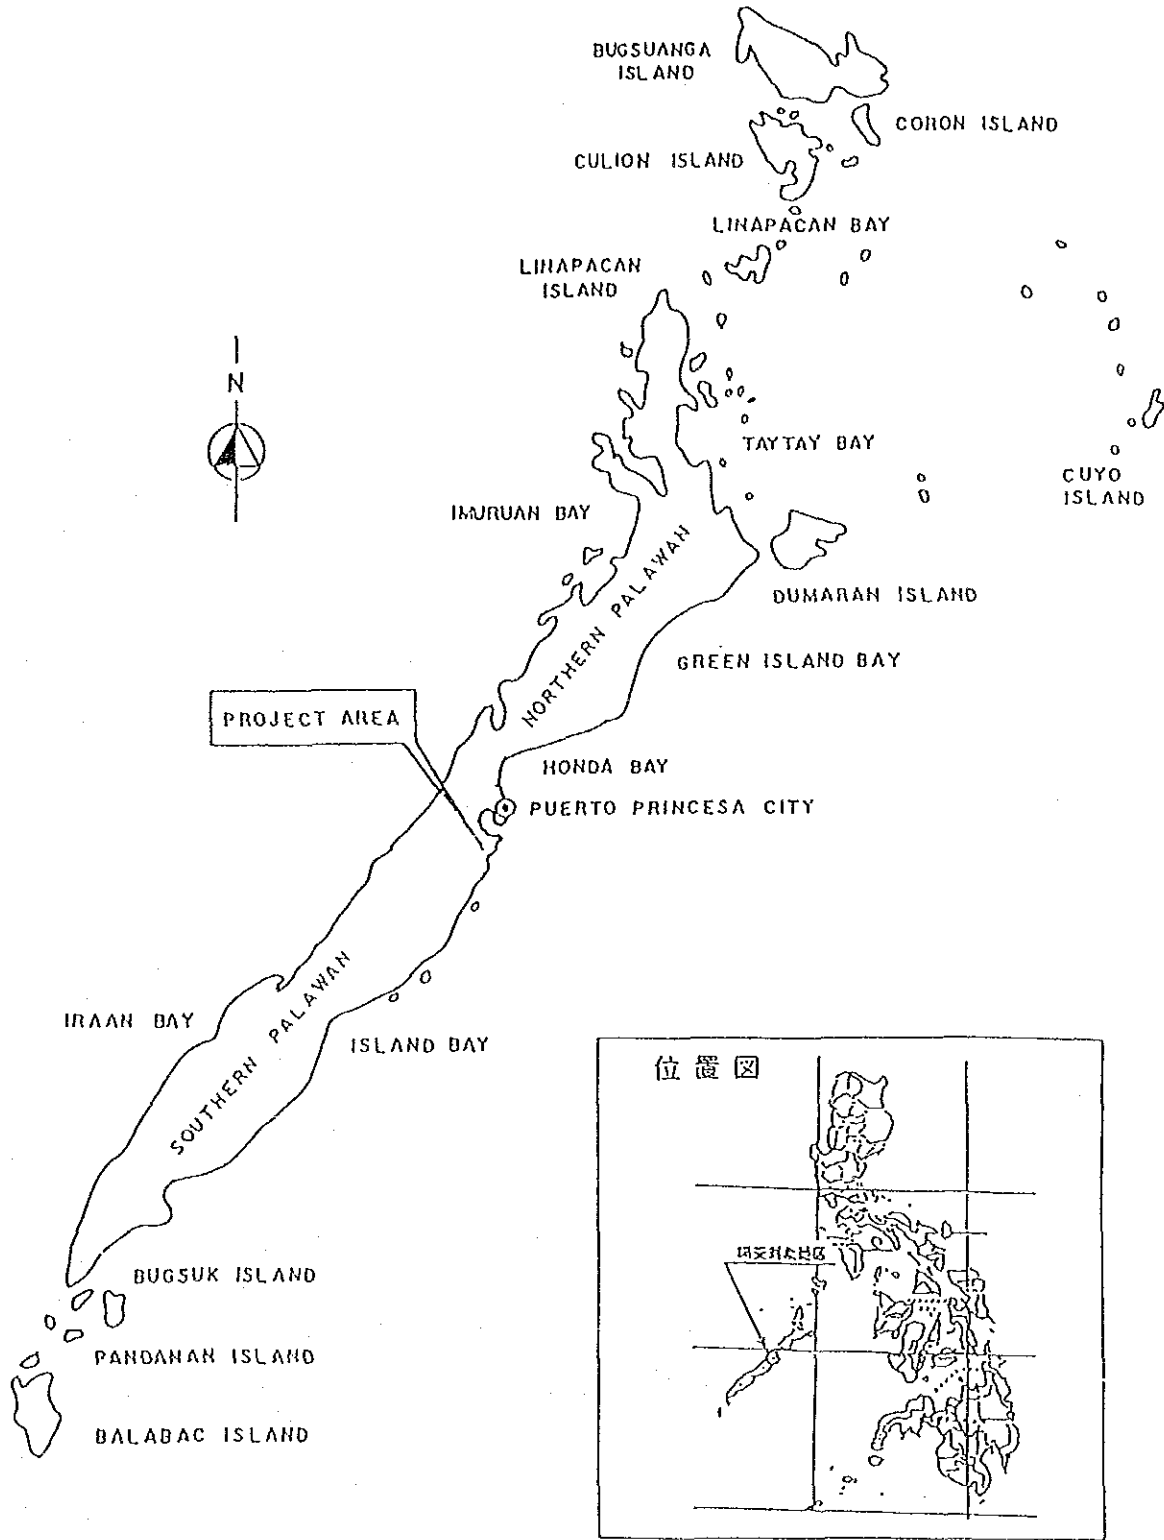 BUGSUANGA
ISLAND
CORON ISLAND
CULION ISLAND
LINAPACAN BAY
LINAPACAN
ISLAND
N
TAYTAY BAY
CUYO
ISLAND
IMURUAN BAY
DUMARAN ISLAND
NORTHERN PALAWAN
GREEN ISLAND BAY
PROJECT AREA
HONDA BAY
PUERTO PRINCESA CITY
IRAAN BAY
ISLAND BAY
SOUTHERN PALAWAN
BUGSUK ISLAND
PANDANAN ISLAND
BALABAC ISLAND
位置図